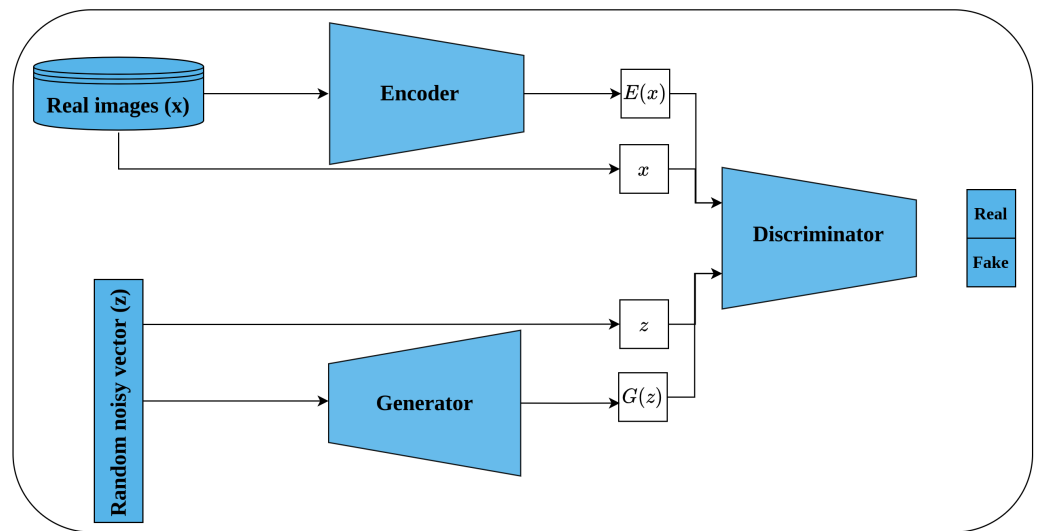 Real images (x)
Encoder
E(x)
x
Discriminator
Real
Fake
Random noisy vector (z)
z
Generator
G(z)